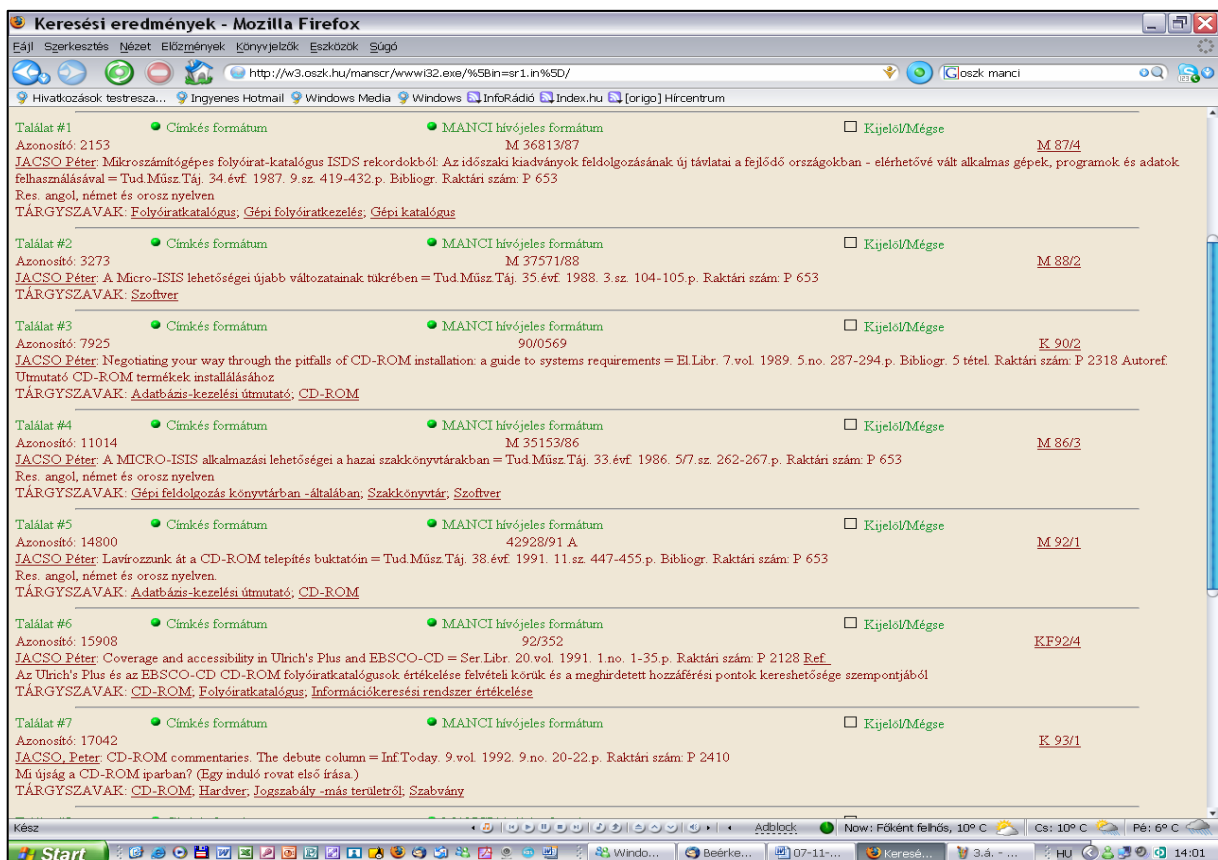 Keresési eredmények - Mozilla Firefox
Fájl Szerkesztés Nézet Előzmények Könyvjelzők Eszközök Súgó
http://w3.oszk.hu/manscr/wwwi32.exe/%5Bin=sr1.in%5D/ oszk manci
Hivatkozások testresza... Ingyenes Hotmail Windows Media Windows InfoRádió Index.hu [origo] Hírcentrum
Találat #1 Címkés formátum MANCI hívójeles formátum Kijelöl/Mégse
Azonosító: 2153 M 36813/87 M 87/4
JACSO Péter: Mikroszámítógépes folyóirat-katalógus ISDS rekordokból: Az időszaki kiadványok feldolgozásának új távlatai a fejlődő országokban - elérhetővé vált alkalmas gépek, programok és adatok
felhasználásával = Tud.Műsz.Táj. 34.évf. 1987. 9.sz. 419-432.p. Bibliogr. Raktári szám: P 653
Res. angol, német és orosz nyelven
TÁRGYSZAVAK: Folyóiratkatalógus; Gépi folyóiratkezelés; Gépi katalógus
Találat #2 Címkés formátum MANCI hívójeles formátum Kijelöl/Mégse
Azonosító: 3273 M 37571/88 M 88/2
JACSO Péter: A Micro-ISIS lehetőségei újabb változatainak tükrében = Tud.Műsz.Táj. 35.évf. 1988. 3.sz. 104-105.p. Raktári szám: P 653
TÁRGYSZAVAK: Szoftver
Találat #3 Címkés formátum MANCI hívójeles formátum Kijelöl/Mégse
Azonosító: 7925 90/0569 K 90/2
JACSO Péter: Negotiating your way through the pitfalls of CD-ROM installation: a guide to systems requirements = El.Libr. 7.vol. 1989. 5.no. 287-294.p. Bibliogr. 5 tétel. Raktári szám: P 2318 Autoref.
Utmutató CD-ROM termékek installálásához
TÁRGYSZAVAK: Adatbázis-kezelési útmutató; CD-ROM
Találat #4 Címkés formátum MANCI hívójeles formátum Kijelöl/Mégse
Azonosító: 11014 M 35153/86 M 86/3
JACSO Péter: A MICRO-ISIS alkalmazási lehetőségei a hazai szakkönyvtárakban = Tud.Műsz.Táj. 33.évf. 1986. 5/7.sz. 262-267.p. Raktári szám: P 653
Res. angol, német és orosz nyelven
TÁRGYSZAVAK: Gépi feldolgozás könyvtárban -általában; Szakkönyvtár; Szoftver
Találat #5 Címkés formátum MANCI hívójeles formátum Kijelöl/Mégse
Azonosító: 14800 42928/91 A M 92/1
JACSO Péter: Lavírozzunk át a CD-ROM telepítés buktatóin = Tud.Műsz.Táj. 38.évf. 1991. 11.sz. 447-455.p. Bibliogr. Raktári szám: P 653
Res. angol, német és orosz nyelven.
TÁRGYSZAVAK: Adatbázis-kezelési útmutató; CD-ROM
Találat #6 Címkés formátum MANCI hívójeles formátum Kijelöl/Mégse
Azonosító: 15908 92/352 KF92/4
JACSO Péter: Coverage and accessibility in Ulrich's Plus and EBSCO-CD = Ser.Libr. 20.vol. 1991. 1.no. 1-35.p. Raktári szám: P 2128 Ref.
Az Ulrich's Plus és az EBSCO-CD CD-ROM folyóiratkatalógusok értékelése felvételi körük és a meghirdetett hozzáférési pontok kereshetősége szempontjából
TÁRGYSZAVAK: CD-ROM; Folyóiratkatalógus; Információkeresési rendszer értékelése
Találat #7 Címkés formátum MANCI hívójeles formátum Kijelöl/Mégse
Azonosító: 17042 K 93/1
JACSO, Peter: CD-ROM commentaries. The debute column = Inf.Today. 9.vol. 1992. 9.no. 20-22.p. Raktári szám: P 2410
Mi újság a CD-ROM iparban? (Egy induló rovat első írása.)
TÁRGYSZAVAK: CD-ROM; Hardver; Jogszabály -más területről; Szabvány
Kész Adblock Now: Főként felhős, 10° C Cs: 10° C Pé: 6° C
Start Windo... Beérke... 07-11-... Keresé... 3.á. - ... HU 14:01